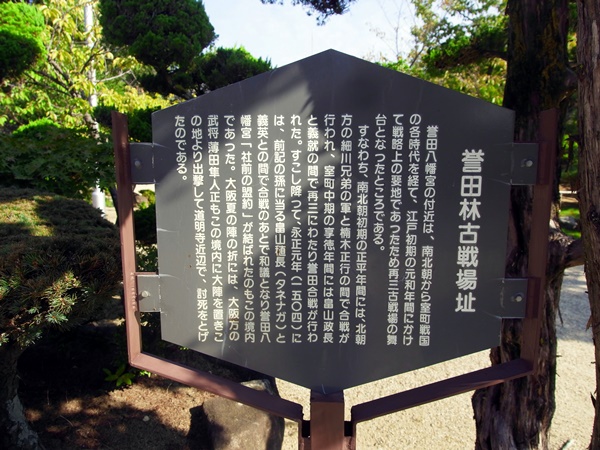 誉田林古戦場址
誉田八幡宮の付近は、南北朝から室町戦国
の各時代を経て、江戸初期の元和年間にかけ
て戦略上の要地であつたため再三古戦場の舞
台となつたところである。
すなわち、南北朝初期の正平年間には、北朝
方の細川兄弟の軍と楠木正行の間で合戦が
行われ、室町中期の享徳年間には畠山政長
と義就の間で再三にわたり誉田合戦が行わ
れた。すこし降つて、永正元年(一五〇四)に
は、前記の孫に当る畠山稙長(タネナガ)と
義英との間で合戦のあとで和議となり誉田八
幡宮「社前の盟約」が結ばれたのもこの境内
であつた。大阪夏の陣の折には、大阪方の
武将 薄田隼人正もこの境内に大陣を置きこ
の地より出撃して道明寺近辺で、討死をとげ
たのである。